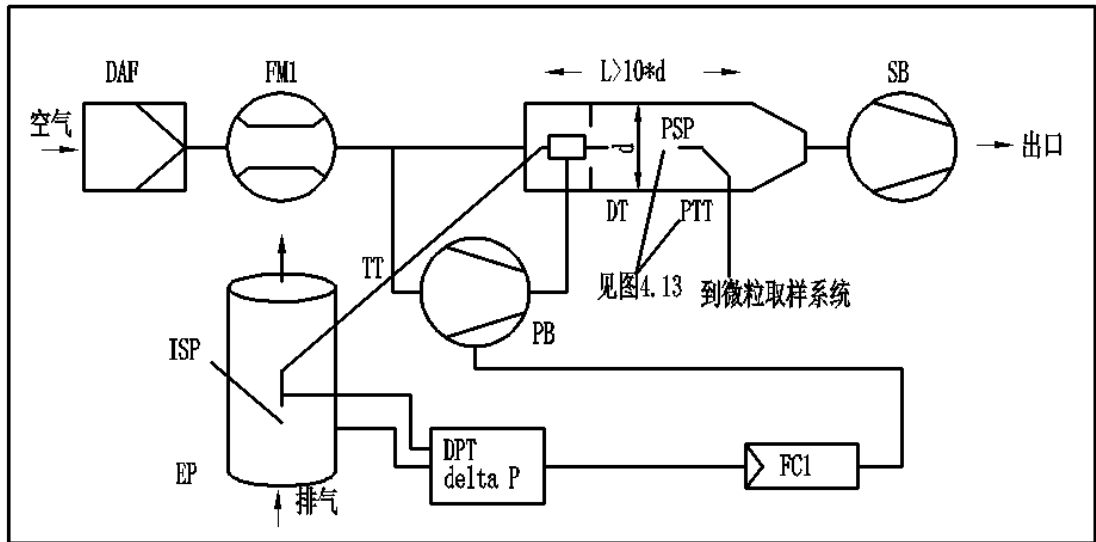 DAF
FM1
L>10*d
SB
空气
d
PSP
出口
DT
PTT
TT
见图4.13
到微粒取样系统
PB
ISP
DPT
delta P
FC1
EP
排气